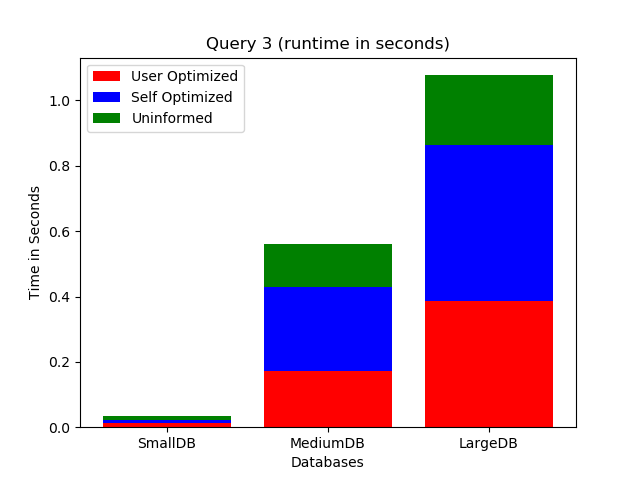 Query 3 (runtime in seconds)
User Optimized
Self Optimized
Uninformed
1.0
0.8
0.6
0.4
0.2
0.0
Time in Seconds
SmallDB
MediumDB
LargeDB
Databases